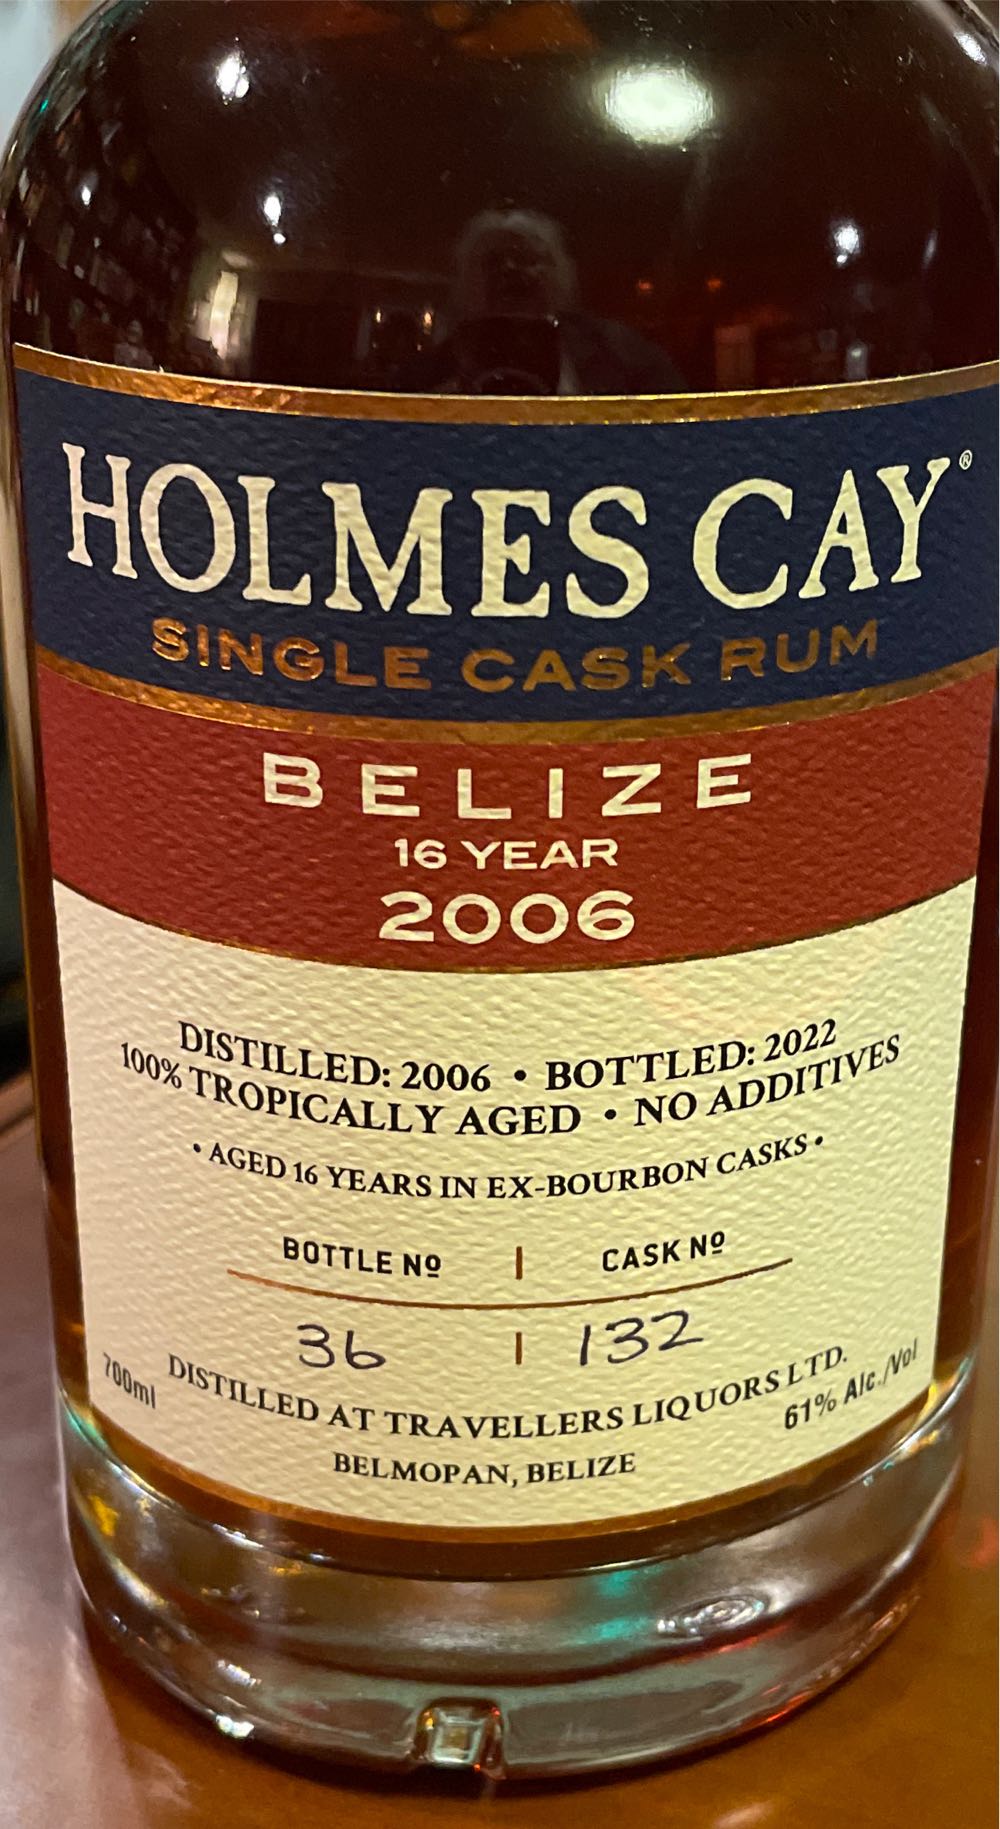 HOLMES CAY®
SINGLE CASK RUM
BELIZE
16 YEAR
2006
DISTILLED: 2006 • BOTTLED: 2022
100% TROPICALLY AGED • NO ADDITIVES
• AGED 16 YEARS IN EX-BOURBON CASKS •
BOTTLE Nº | CASK Nº
36 | 132
700ml
DISTILLED AT TRAVELLERS LIQUORS LTD.
61% Alc./Vol
BELMOPAN, BELIZE